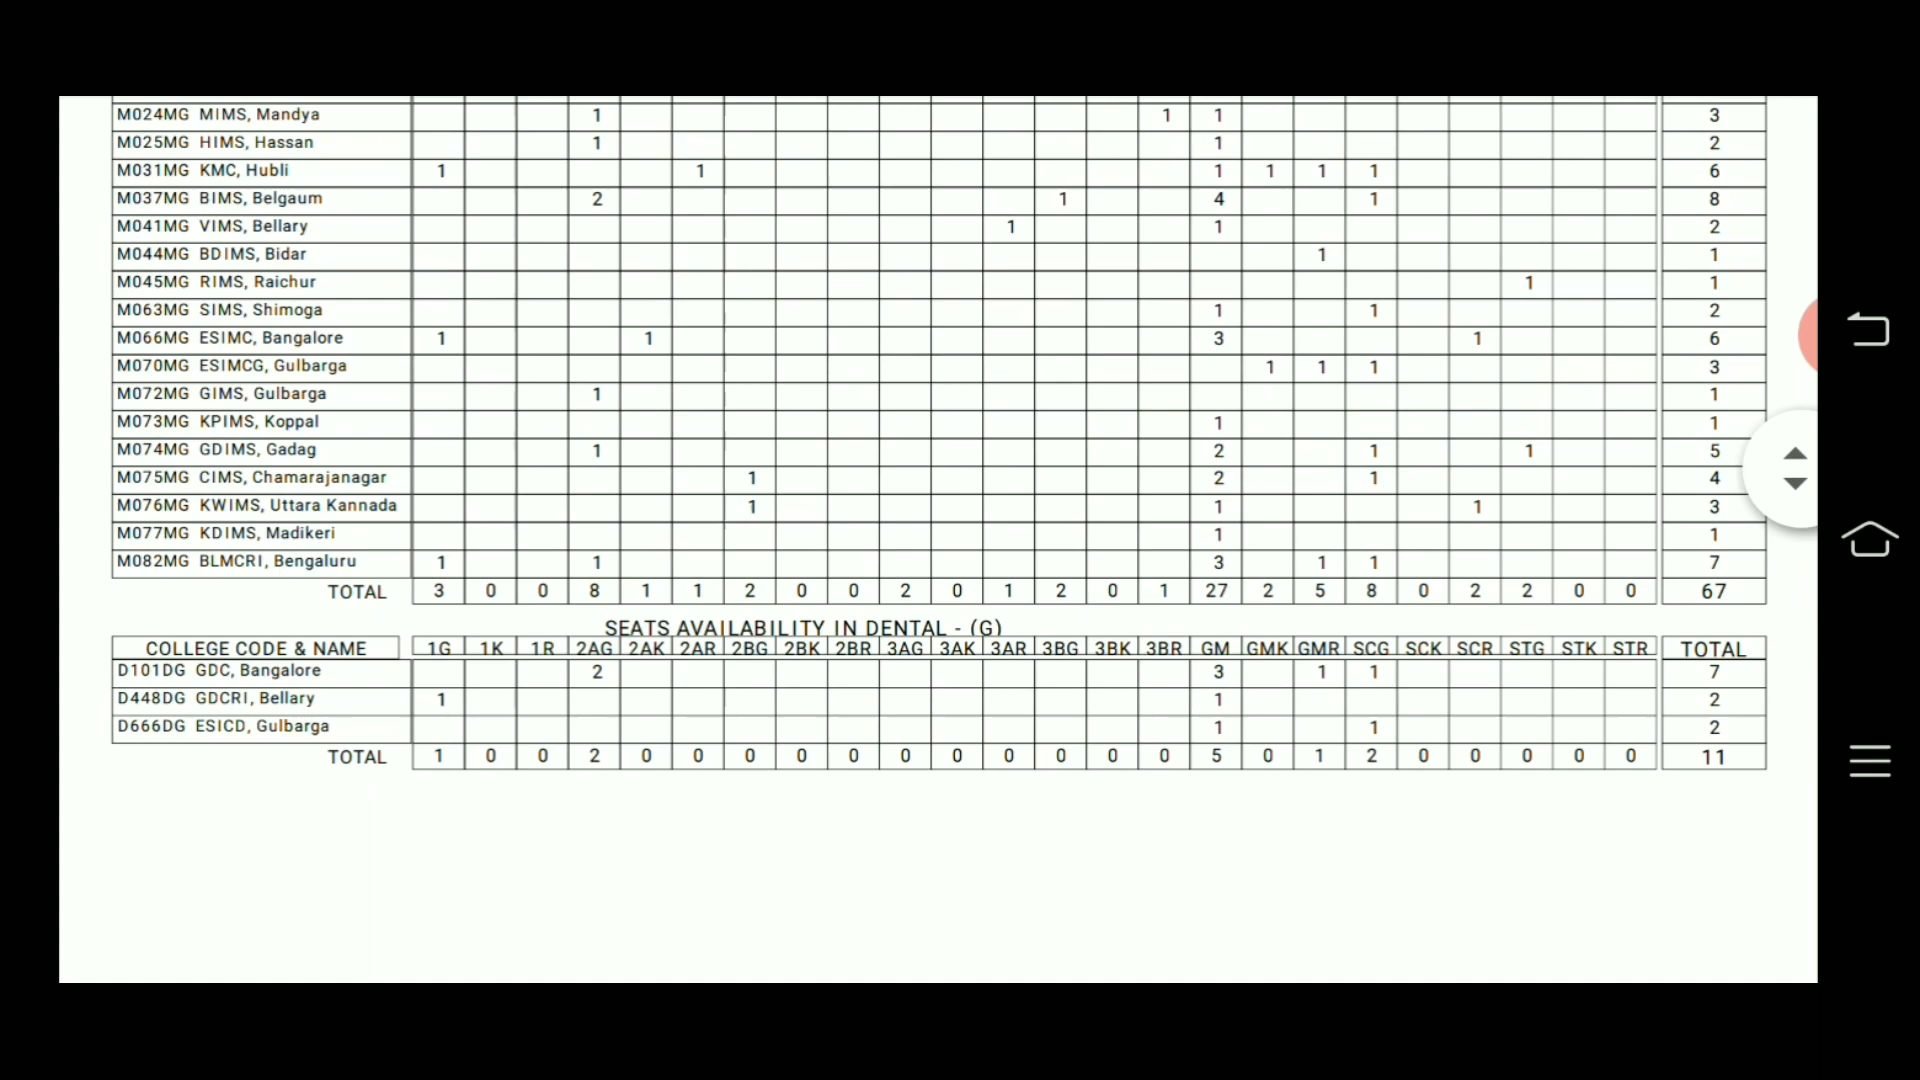 M024MG MIMS, Mandya 1 1 1 3
M025MG HIMS, Hassan 1 1 2
M031MG KMC, Hubli 1 1 1 1 1 1 6
M037MG BIMS, Belgaum 2 1 4 1 8
M041MG VIMS, Bellary 1 1 2
M044MG BDIMS, Bidar 1 1
M045MG RIMS, Raichur 1 1
M063MG SIMS, Shimoga 1 1 2
M066MG ESIMC, Bangalore 1 1 3 1 6
M070MG ESIMCG, Gulbarga 1 1 1 3
M072MG GIMS, Gulbarga 1 1
M073MG KPIMS, Koppal 1 1
M074MG GDIMS, Gadag 1 2 1 1 5
M075MG CIMS, Chamarajanagar 1 2 1 4
M076MG KWIMS, Uttara Kannada 1 1 1 3
M077MG KDIMS, Madikeri 1 1
M082MG BLMCRI, Bengaluru 1 1 3 1 1 7
TOTAL 3 0 0 8 1 1 2 0 0 2 0 1 2 0 1 27 2 5 8 0 2 2 0 0 67
SEATS AVAILABILITY IN DENTAL - (G)
COLLEGE CODE & NAME 1G 1K 1R 2AG 2AK 2AR 2BG 2BK 2BR 3AG 3AK 3AR 3BG 3BK 3BR GM GMK GMR SCG SCK SCR STG STK STR TOTAL
D101DG GDC, Bangalore 2 3 1 1 7
D448DG GDCRI, Bellary 1 1 2
D666DG ESICD, Gulbarga 1 1 2
TOTAL 1 0 0 2 0 0 0 0 0 0 0 0 0 0 0 5 0 1 2 0 0 0 0 0 11